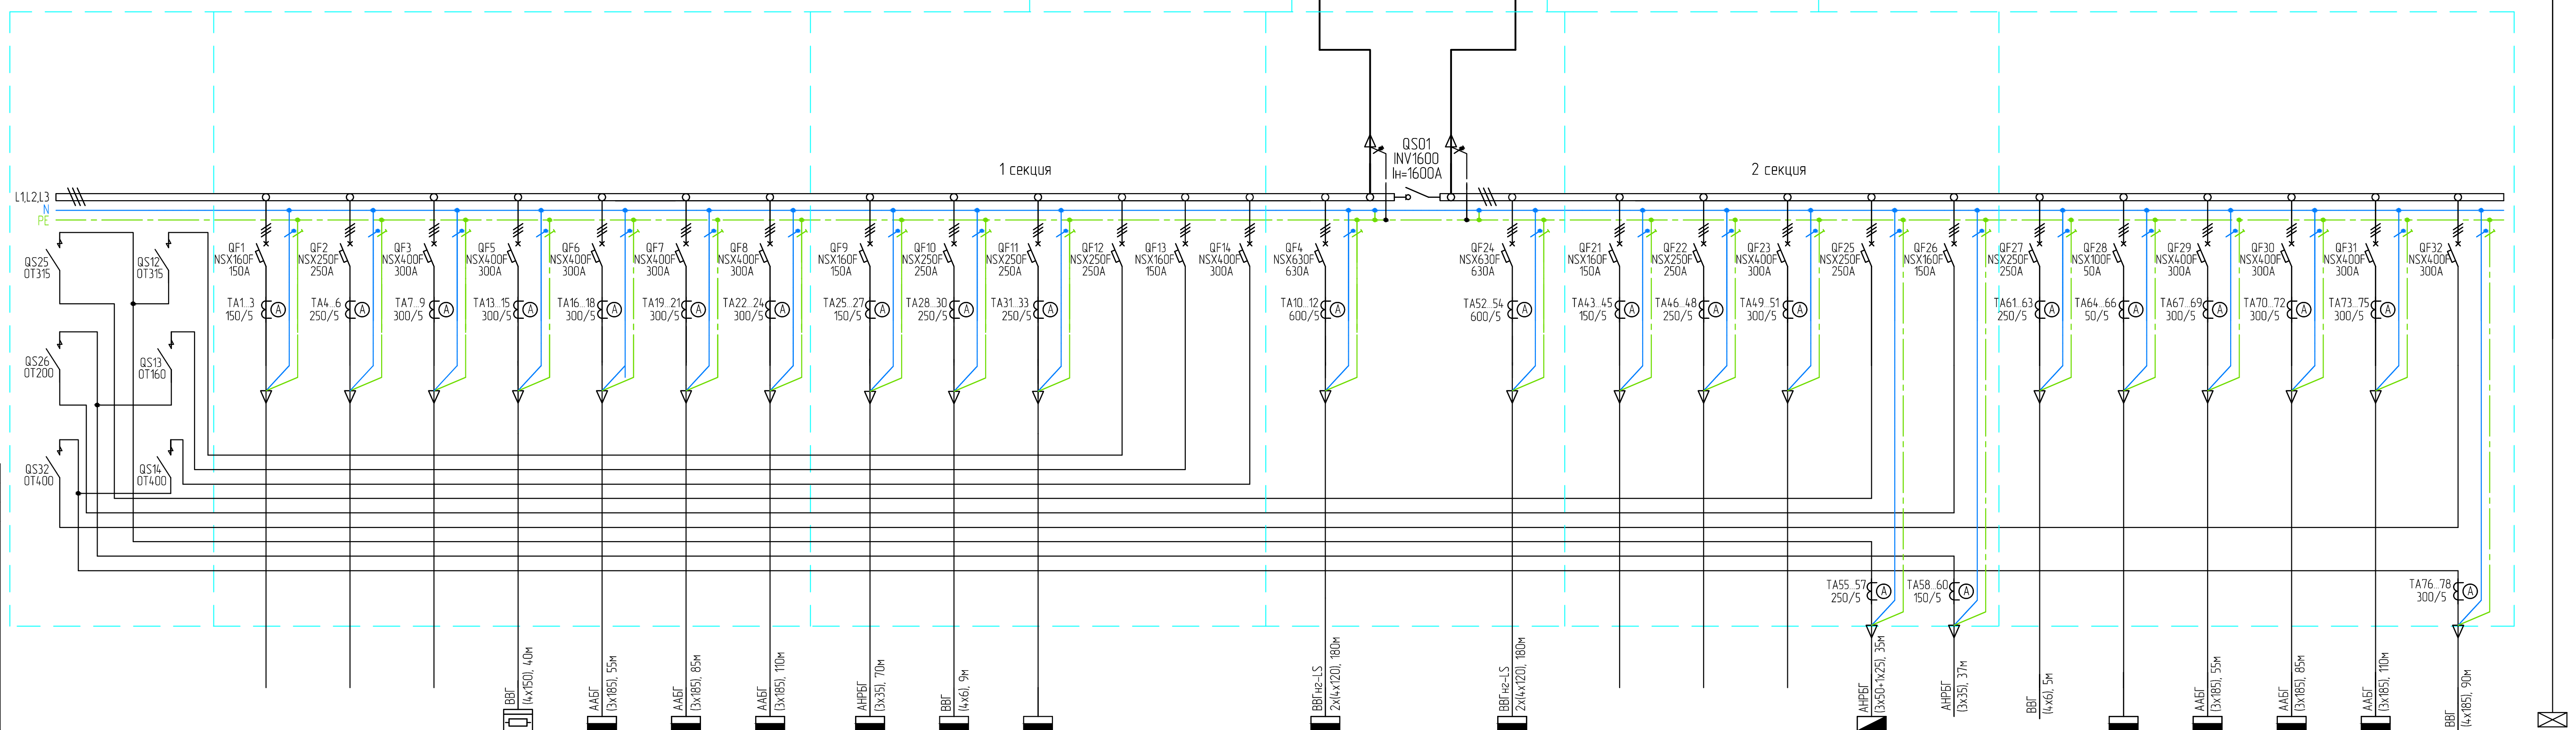 1 секция
2 секция
QS01
INV1600
Iн=1600А
L1,L2,L3
N
PE
QS25
OT315
QS12
OT315
QS26
OT200
QS13
OT160
QS32
OT400
QS14
OT400
QF1
NSX160F
150А
QF2
NSX250F
250А
QF3
NSX400F
300А
QF5
NSX400F
300А
QF6
NSX400F
300А
QF7
NSX400F
300А
QF8
NSX400F
300А
QF9
NSX160F
150А
QF10
NSX250F
250А
QF11
NSX250F
250А
QF12
NSX250F
250А
QF13
NSX160F
150А
QF14
NSX400F
300А
QF4
NSX630F
630А
QF24
NSX630F
630А
QF21
NSX160F
150А
QF22
NSX250F
250А
QF23
NSX400F
300А
QF25
NSX250F
250А
QF26
NSX160F
150А
QF27
NSX250F
250А
QF28
NSX100F
50А
QF29
NSX400F
300А
QF30
NSX400F
300А
QF31
NSX400F
300А
QF32
NSX400F
300А
TA1...3
150/5
A
TA4...6
250/5
A
TA7...9
300/5
A
TA13...15
300/5
A
TA16...18
300/5
A
TA19...21
300/5
A
TA22...24
300/5
A
TA25...27
150/5
A
TA28...30
250/5
A
TA31...33
250/5
A
TA10...12
600/5
A
TA52...54
600/5
A
TA43...45
150/5
A
TA46...48
250/5
A
TA49...51
300/5
A
TA61...63
250/5
A
TA64...66
50/5
A
TA67...69
300/5
A
TA70...72
300/5
A
TA73...75
300/5
A
TA55...57
250/5
A
TA58...60
150/5
A
TA76...78
300/5
A
ВВГ
(4х150), 40м
ААБГ
(3х185), 55м
ААБГ
(3х185), 85м
ААБГ
(3х185), 110м
АНРБГ
(3х35), 70м
ВВГ
(4х6), 9м
ВВГнг-LS
2х(4х120), 180м
ВВГнг-LS
2х(4х120), 180м
АНРБГ
(3х50+1х25), 35м
АНРБГ
(3х35), 37м
ВВГ
(4х6), 5м
ААБГ
(3х185), 55м
ААБГ
(3х185), 85м
ААБГ
(3х185), 110м
ВВГ
(4х185), 90м